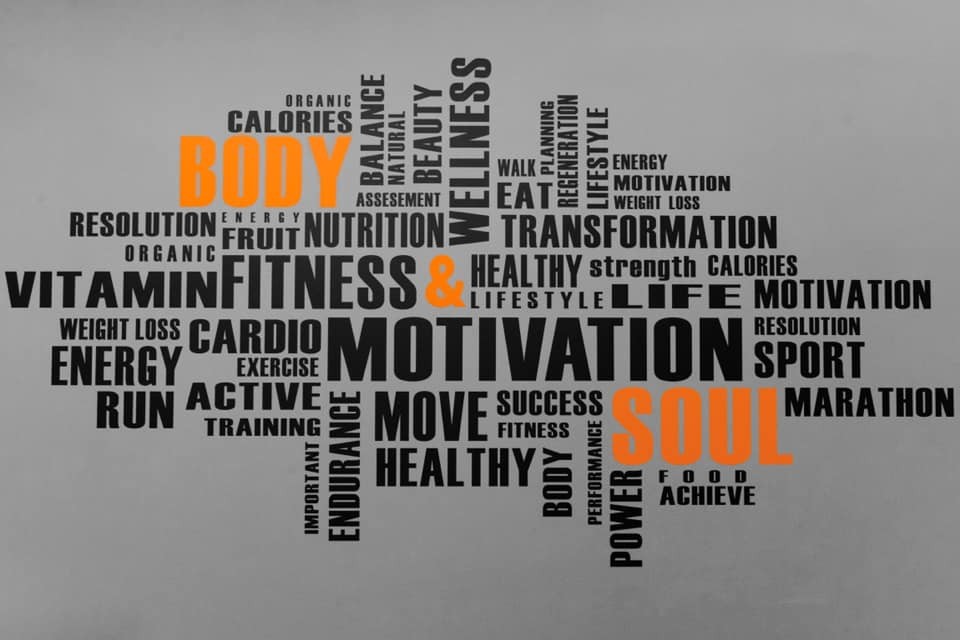 ORGANIC
CALORIES
BODY
BALANCE
NATURAL
BEAUTY
WELLNESS
ASSESEMENT
WALK
EAT
PLANNING
REGENERATION
LIFESTYLE
ENERGY
MOTIVATION
WEIGHT LOSS
RESOLUTION
ENERGY
FRUIT
NUTRITION
TRANSFORMATION
ORGANIC
VITAMIN
FITNESS
&
HEALTHY
strength
CALORIES
LIFESTYLE
LIFE
MOTIVATION
WEIGHT LOSS
CARDIO
MOTIVATION
RESOLUTION
ENERGY
EXERCISE
SPORT
RUN
ACTIVE
MOVE
SUCCESS
SOUL
MARATHON
TRAINING
FITNESS
IMPORTANT
ENDURANCE
HEALTHY
BODY
PERFORMANCE
POWER
FOOD
ACHIEVE